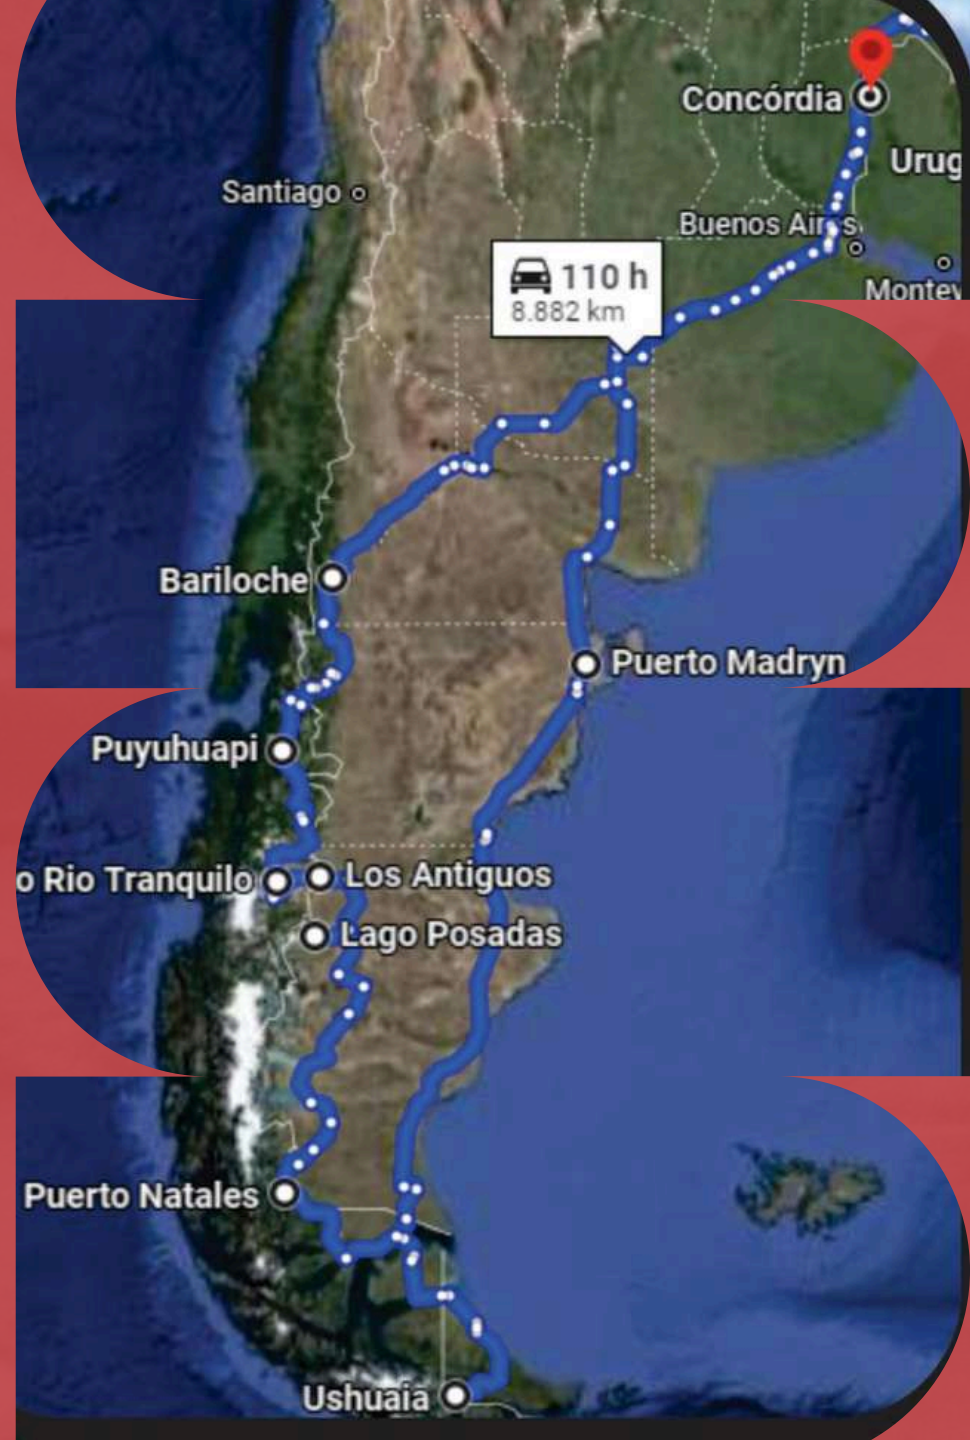 Concórdia
Urug
Santiago
Buenos Aires
110 h
8.882 km
Montev
Bariloche
Puerto Madryn
Puyuhuapi
o Rio Tranquilo
Los Antiguos
Lago Posadas
Puerto Natales
Ushuaia